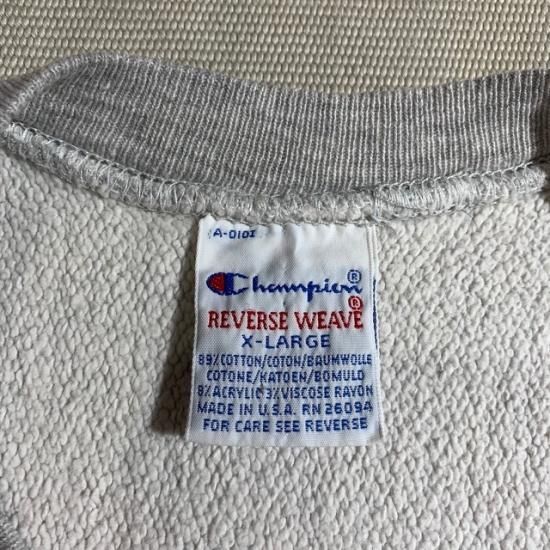 A-0102
Champion®
REVERSE WEAVE®
X-LARGE
89% COTTON/COTON/BAUMWOLLE
COTONE/KATOEN/BOMULD
8% ACRYLIC 3% VISCOSE RAYON
MADE IN U.S.A. RN 26094
FOR CARE SEE REVERSE